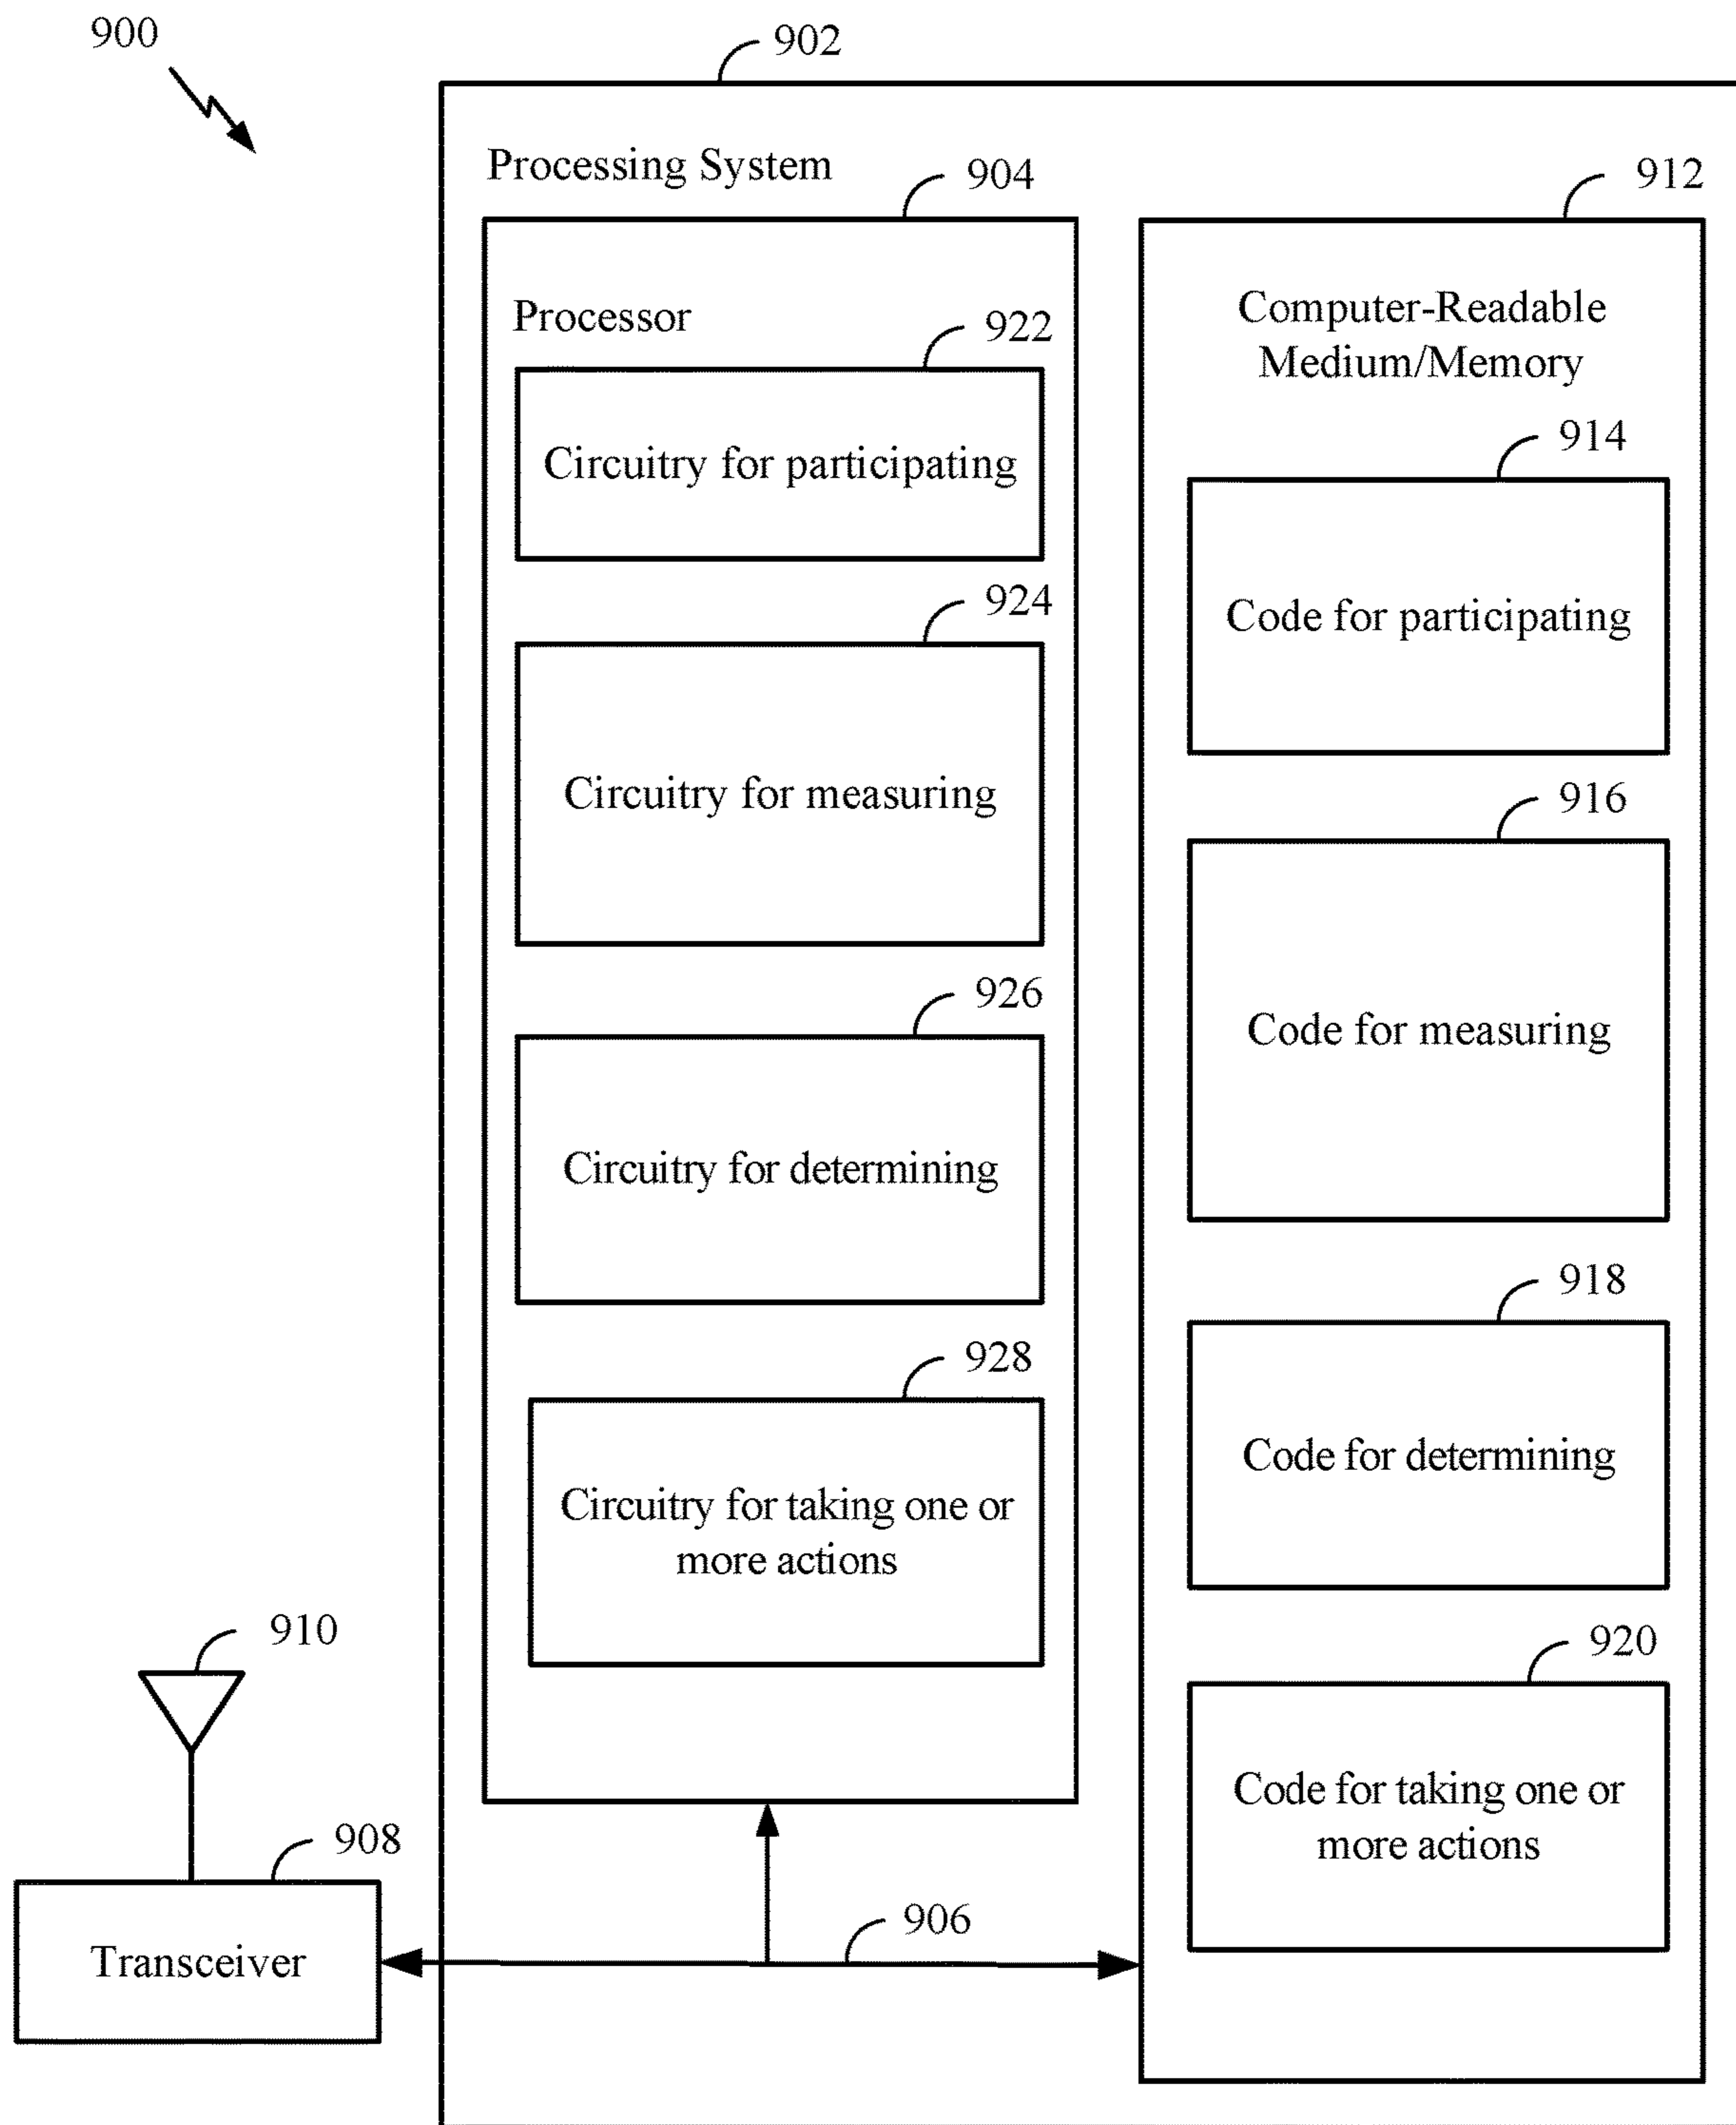 900
902
Processing System
904
912
Processor
922
Computer-Readable
Medium/Memory
Circuitry for participating
914
Code for participating
924
Circuitry for measuring
916
Code for measuring
926
Circuitry for determining
918
Code for determining
928
Circuitry for taking one or
more actions
920
Code for taking one or
more actions
910
908
Transceiver
906